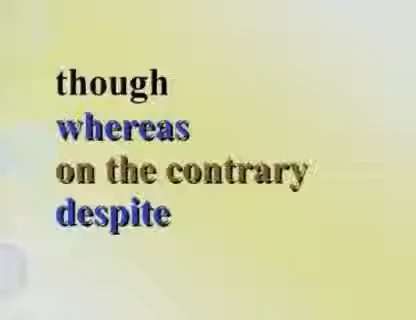 though
whereas
on the contrary
despite